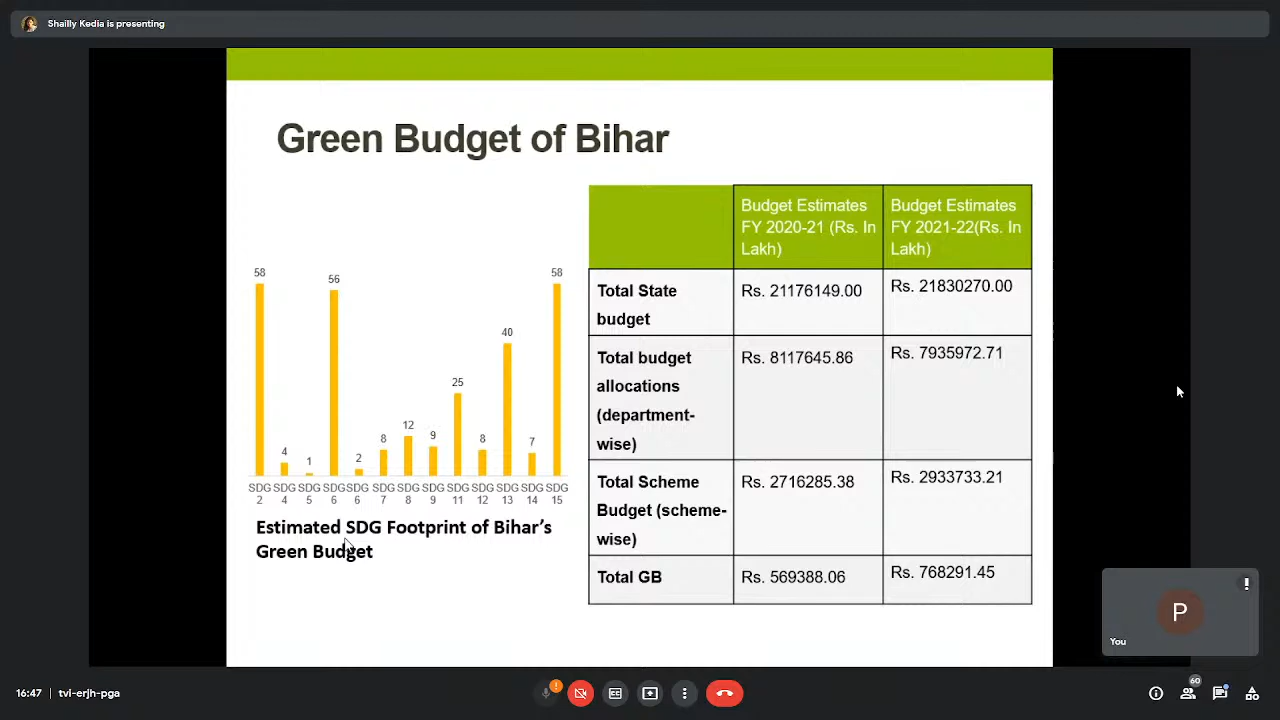 Shailly Kedia is presenting
Green Budget of Bihar
58
4
1
56
2
8
12
9
25
8
40
7
58
SDG SDG SDG SDG SDG SDG SDG SDG SDG SDG SDG SDG SDG
2 4 5 6 6 7 8 9 11 12 13 14 15
Estimated SDG Footprint of Bihar's
Green Budget
Budget Estimates
FY 2020-21 (Rs. In
Lakh)
Budget Estimates
FY 2021-22(Rs. In
Lakh)
Total State
budget
Rs. 21176149.00
Rs. 21830270.00
Total budget
allocations
(department-
wise)
Rs. 8117645.86
Rs. 7935972.71
Total Scheme
Budget (scheme-
wise)
Rs. 2716285.38
Rs. 2933733.21
Total GB
Rs. 569388.06
Rs. 768291.45
P
You
16:47 | tvl-erjh-pga
60